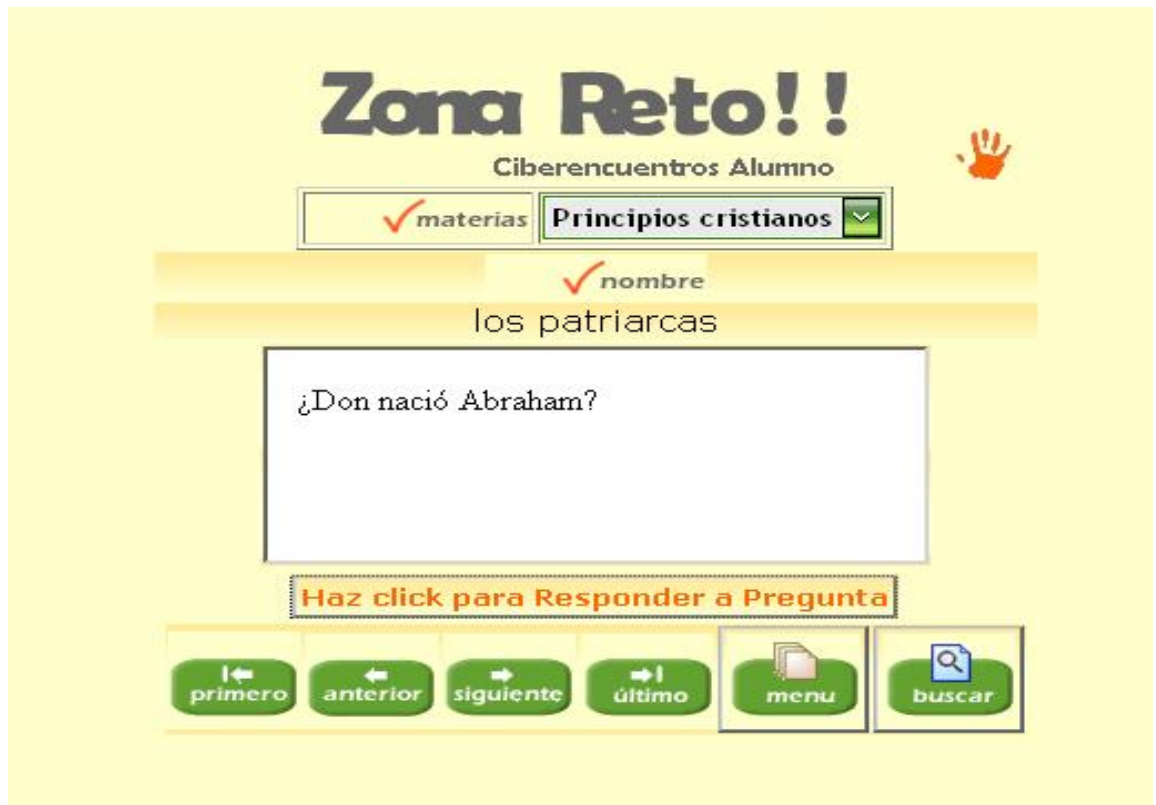 Zona Reto!!
Ciberencuentros Alumno
materias Principios cristianos
nombre
los patriarcas
¿Don nació Abraham?
Haz click para Responder a Pregunta
primero anterior siguiente último menu buscar